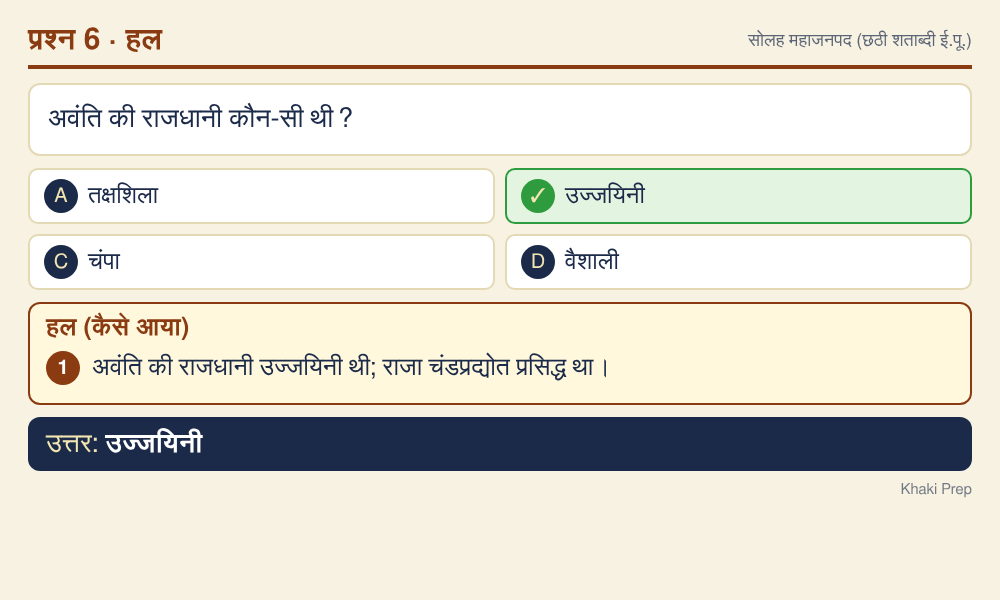 प्रश्न 6 · हल
सोलह महाजनपद (छठी शताब्दी ई.पू.)
अवंति की राजधानी कौन-सी थी ?
A तक्षशिला
✓ उज्जयिनी
C चंपा
D वैशाली
हल (कैसे आया)
1 अवंति की राजधानी उज्जयिनी थी; राजा चंडप्रद्योत प्रसिद्ध था।
उत्तर: उज्जयिनी
Khaki Prep